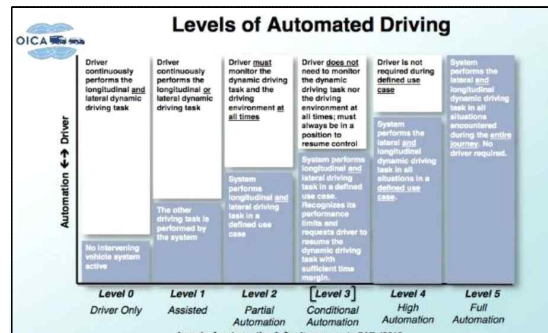 Levels of Automated Driving
OICA
Automation ↔ Driver
Driver
continuously
performs the
longitudinal and
lateral dynamic
driving task
No intervening
vehicle system
active
Level 0
Driver Only
Driver
continuously
performs the
longitudinal or
lateral dynamic
driving task
The other
driving task is
performed by
the system
Level 1
Assisted
Driver must
monitor the
dynamic driving
task and the
driving
environment at
all times
System
performs
longitudinal and
lateral driving
task in a
defined use
case
Level 2
Partial
Automation
Driver does not
need to monitor
the dynamic
driving task nor
the driving
environment at
all times; must
always be in a
position to
resume control
System performs
longitudinal and
lateral driving
task in a defined
use case.
Recognizes its
performance
limits and
requests driver to
resume the
dynamic driving
task with
sufficient time
margin.
[Level 3]
Conditional
Automation
Driver is not
required during
defined use
case
System
performs the
lateral and
longitudinal
dynamic driving
task in all
situations in a
defined use
case.
Level 4
High
Automation
System
performs the
lateral and
longitudinal
dynamic driving
task in all
situations
encountered
during the entire
journey. No
driver required.
Level 5
Full
Automation